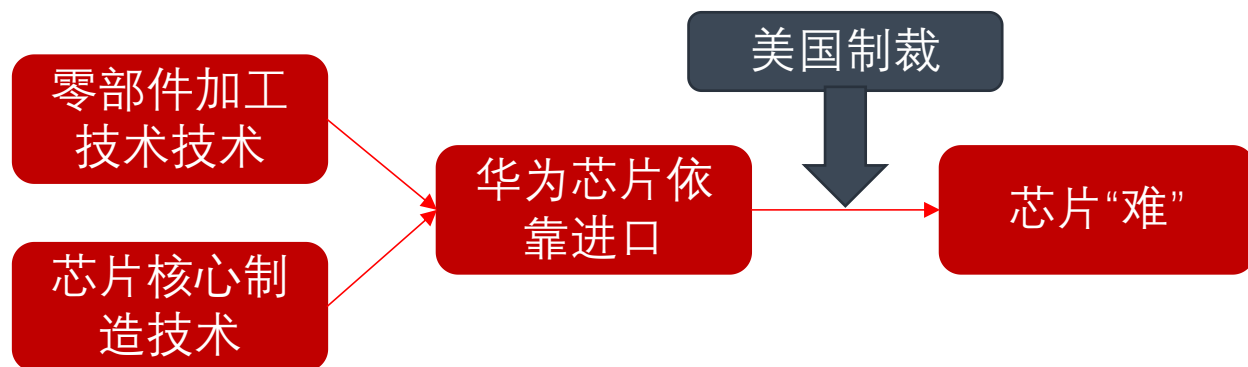 美国制裁
零部件加工
技术技术
华为芯片依
靠进口
芯片“难”
芯片核心制
造技术